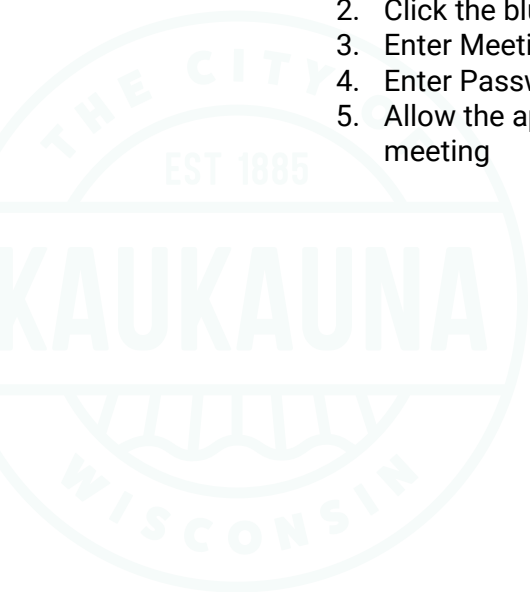 2. Click the
3. Enter
4. Enter
5. Allow the
meeting
THE CITY
EST 1885
KAUKAUNA
WISCONSIN